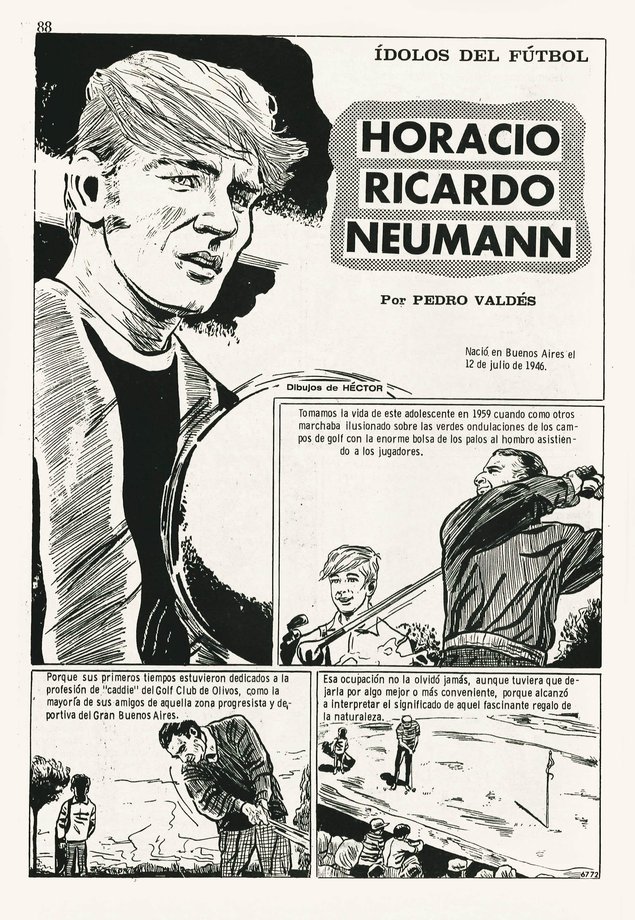 88
ÍDOLOS DEL FÚTBOL
HORACIO
RICARDO
NEUMANN
Por PEDRO VALDÉS
Nació en Buenos Aires el
12 de julio de 1946.
Dibujos de HÉCTOR
Tomamos la vida de este adolescente en 1959 cuando como otros
marchaba ilusionado sobre las verdes ondulaciones de los cam-
pos de golf con la enorme bolsa de los palos al hombro asistien-
do a los jugadores.
Porque sus primeros tiempos estuvieron dedicados a la
profesión de "caddie" del Golf Club de Olivos, como la
mayoría de sus amigos de aquella zona progresista y de-
portiva del Gran Buenos Aires.
Esa ocupación no la olvidó jamás, aunque tuviera que de-
jarla por algo mejor o más conveniente, porque alcanzó
a interpretar el significado de aquel fascinante regalo de
la naturaleza.
6772